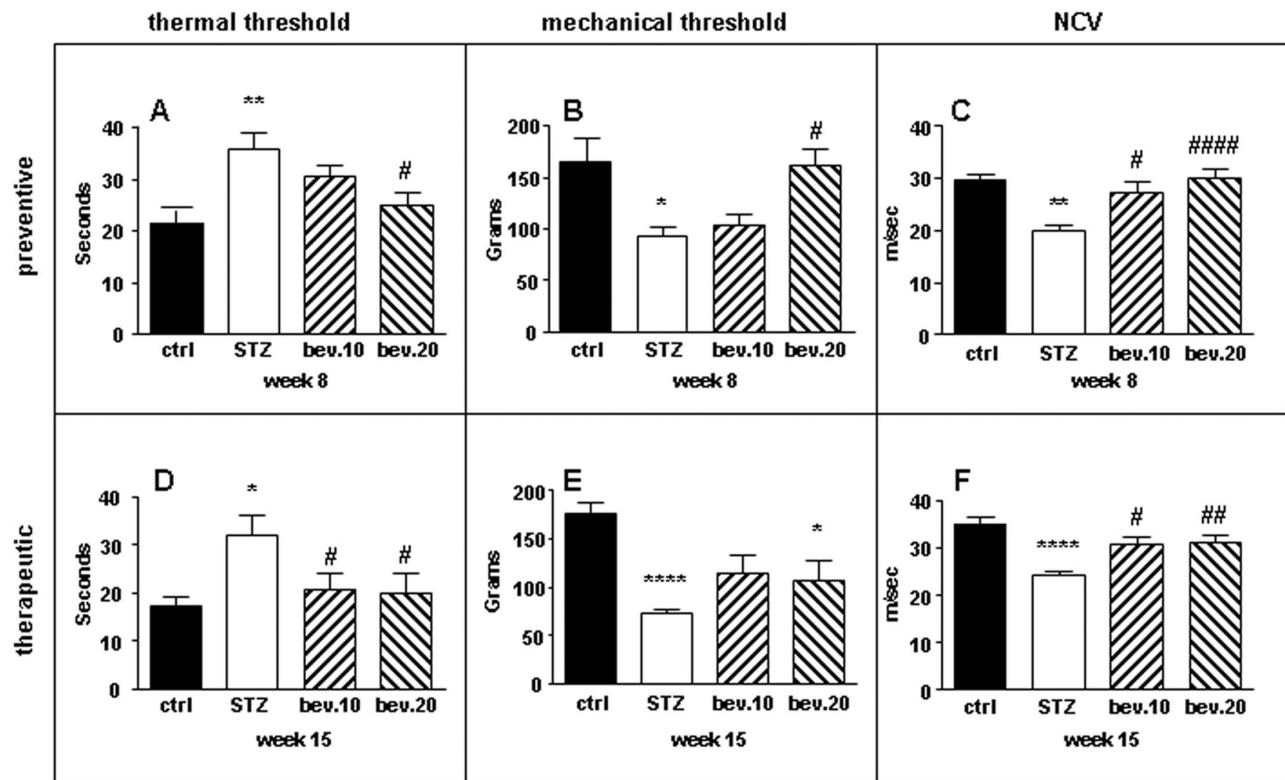 thermal threshold mechanical threshold NCV
preventive
A
**
#
40
30
20
10
0
Seconds
ctrl STZ bev.10 bev.20
week 8
B
*
#
200
150
100
50
0
Grams
ctrl STZ bev.10 bev.20
week 8
C
**
#
####
40
30
20
10
0
m/sec
ctrl STZ bev.10 bev.20
week 8
therapeutic
D
*
#
#
40
30
20
10
0
Seconds
ctrl STZ bev.10 bev.20
week 15
E
****
*
200
150
100
50
0
Grams
ctrl STZ bev.10 bev.20
week 15
F
****
#
##
40
30
20
10
0
m/sec
ctrl STZ bev.10 bev.20
week 15